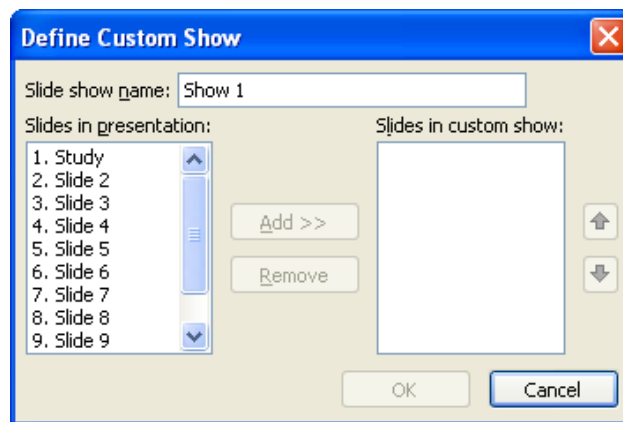 Define Custom Show
Slide show name: Show 1
Slides in presentation:
Slides in custom show:
1. Study
2. Slide 2
3. Slide 3
4. Slide 4
5. Slide 5
6. Slide 6
7. Slide 7
8. Slide 8
9. Slide 9
Add >>
Remove
OK
Cancel